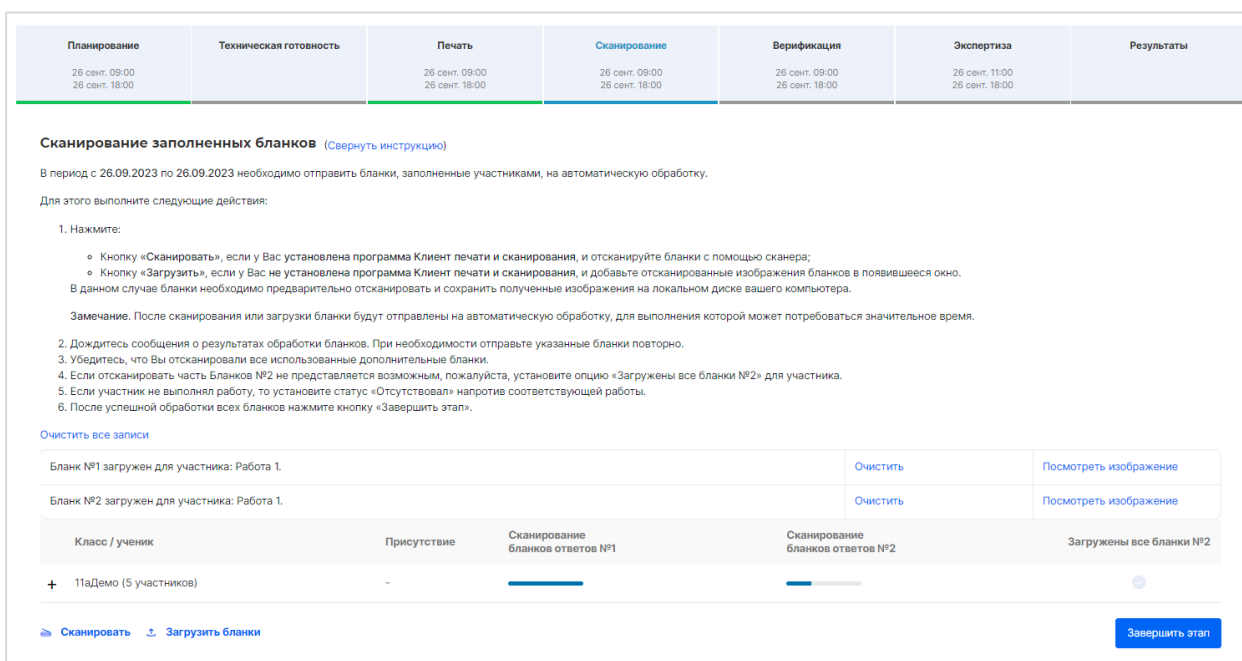 Планирование
Техническая готовность
Печать
Сканирование
Верификация
Экспертиза
Результаты
26 сент. 09:00
26 сент. 18:00
26 сент. 09:00
26 сент. 18:00
26 сент. 09:00
26 сент. 18:00
26 сент. 09:00
26 сент. 18:00
26 сент. 11:00
26 сент. 18:00
Сканирование заполненных бланков (Свернуть инструкцию)
В период с 26.09.2023 по 26.09.2023 необходимо отправить бланки, заполненные участниками, на автоматическую обработку.
Для этого выполните следующие действия:
1. Нажмите:
Кнопку «Сканировать», если у Вас установлена программа Клиент печати и сканирования, и отсканируйте бланки с помощью сканера;
Кнопку «Загрузить», если у Вас не установлена программа Клиент печати и сканирования, и добавьте отсканированные изображения бланков в появившееся окно.
В данном случае бланки необходимо предварительно отсканировать и сохранить полученные изображения на локальном диске вашего компьютера.
Замечание. После сканирования или загрузки бланки будут отправлены на автоматическую обработку, для выполнения которой может потребоваться значительное время.
2. Дождитесь сообщения о результатах обработки бланков. При необходимости отправьте указанные бланки повторно.
3. Убедитесь, что Вы отсканировали все использованные дополнительные бланки.
4. Если отсканировать часть Бланков №2 не представляется возможным, пожалуйста, установите опцию «Загружены все бланки №2» для участника.
5. Если участник не выполнял работу, то установите статус «Отсутствовал» напротив соответствующей работы.
6. После успешной обработки всех бланков нажмите кнопку «Завершить этап».
Очистить все записи
Бланк №1 загружен для участника: Работа 1. Очистить Посмотреть изображение
Бланк №2 загружен для участника: Работа 1. Очистить Посмотреть изображение
Класс / ученик
Присутствие
Сканирование
бланков ответов №1
Сканирование
бланков ответов №2
Загружены все бланки №2
+ 11аДемо (5 участников) -
Сканировать Загрузить бланки Завершить этап